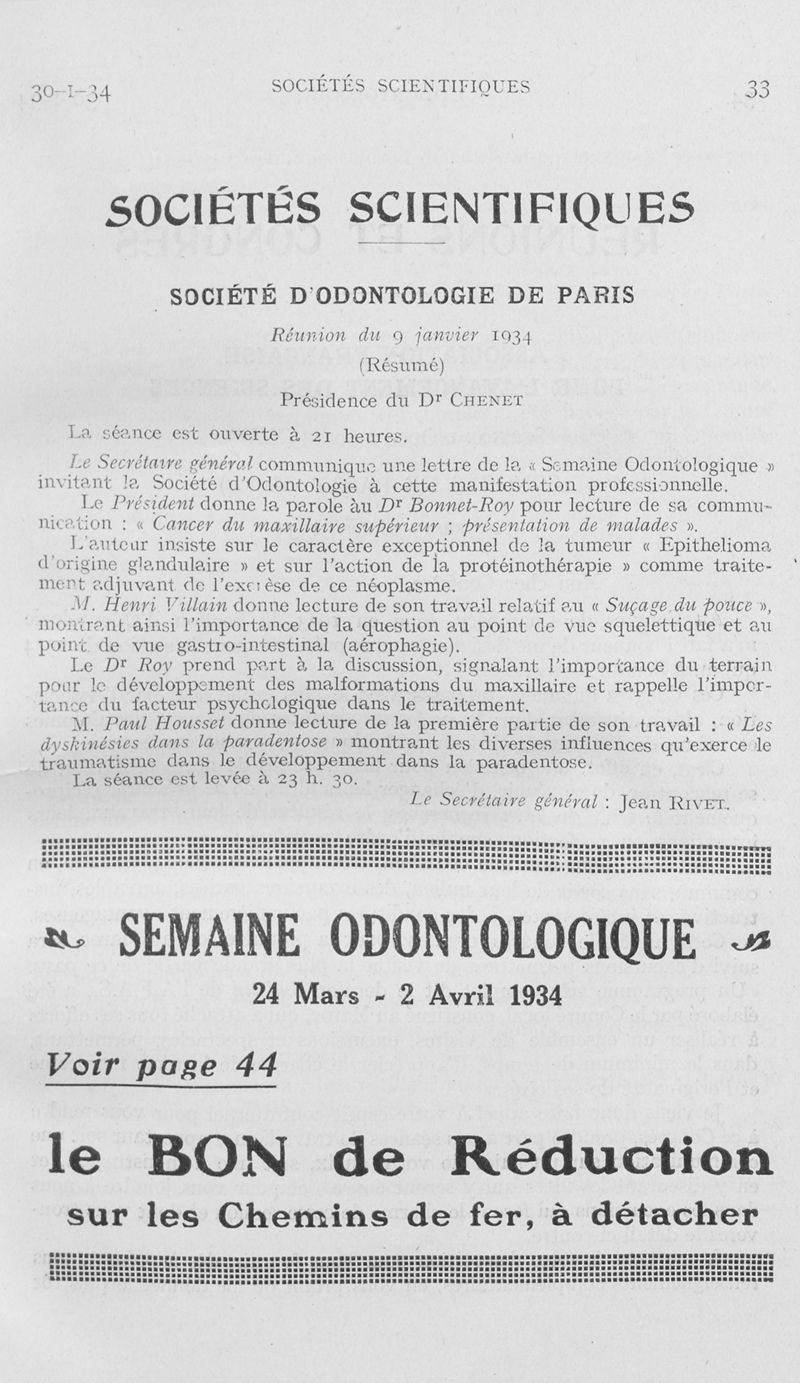 30-1-34 SOCIÉTÉS SCIENTIFIQUES 33
SOCIÉTÉS SCIENTIFIQUES
SOCIÉTÉ D'ODONTOLOGIE DE PARIS
Réunion du 9 janvier 1934
(Résumé)
Présidence du Dr CHENET
La séance est ouverte à 21 heures.
Le Secrétaire général communique une lettre de la « Semaine Odontologique »
invitant la Société d'Odontologie à cette manifestation professionnelle.
Le Président donne la parole au Dr Bonnet-Roy pour lecture de sa commu-
nication : « Cancer du maxillaire supérieur ; présentation de malades ».
L'auteur insiste sur le caractère exceptionnel de la tumeur « Epithelioma
d'origine glandulaire » et sur l'action de la protéinothérapie » comme traite-
ment adjuvant de l'exérèse de ce néoplasme.
M. Henri Villain donne lecture de son travail relatif au « Suçage du pouce »,
montrant ainsi l'importance de la question au point de vue squelettique et au
point de vue gastro-intestinal (aérophagie).
Le Dr Roy prend part à la discussion, signalant l'importance du terrain
pour le développement des malformations du maxillaire et rappelle l'impor-
tance du facteur psychologique dans le traitement.
M. Paul Housset donne lecture de la première partie de son travail : « Les
dyskinésies dans la paradentose » montrant les diverses influences qu'exerce le
traumatisme dans le développement dans la paradentose.
La séance est levée à 23 h. 30.
Le Secrétaire général : Jean RIVET.
SEMAINE ODONTOLOGIQUE
24 Mars - 2 Avril 1934
Voir page 44
le BON de Réduction
sur les Chemins de fer, à détacher